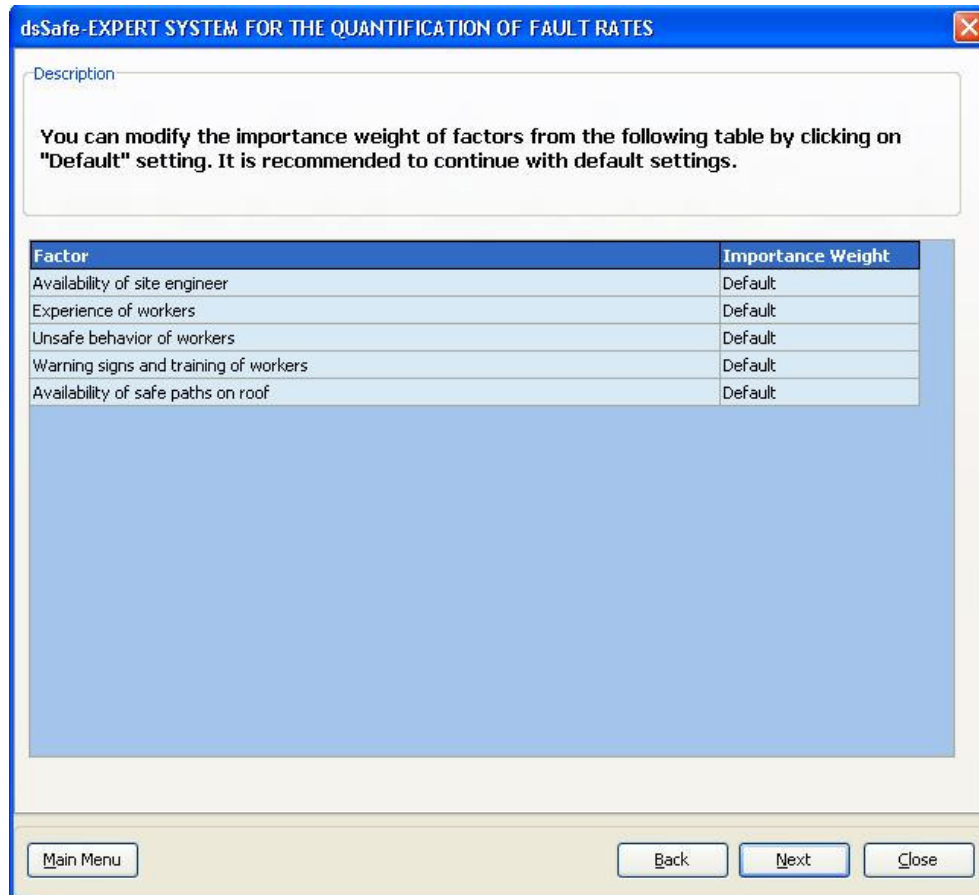 dsSafe-EXPERT SYSTEM FOR THE QUANTIFICATION OF FAULT RATES
Description
You can modify the importance weight of factors from the following table by clicking on
"Default" setting. It is recommended to continue with default settings.
Factor Importance Weight
Availability of site engineer Default
Experience of workers Default
Unsafe behavior of workers Default
Warning signs and training of workers Default
Availability of safe paths on roof Default
Main Menu Back Next Close